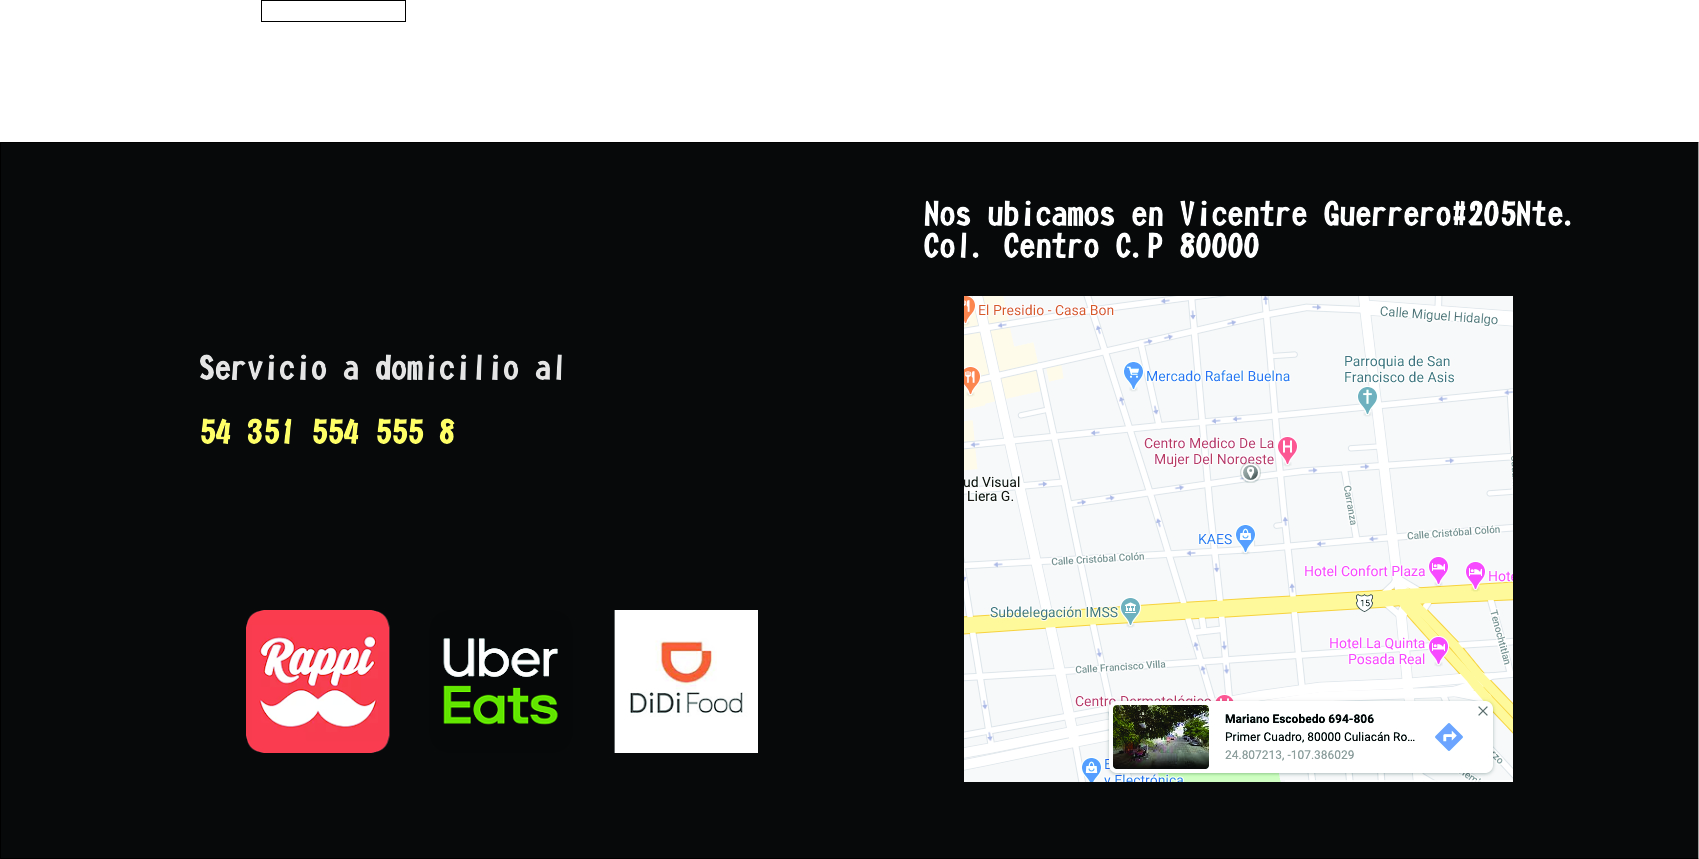 Nos ubicamos en Vicentre Guerrero#205Nte.
Col. Centro C.P 80000
Servicio a domicilio al
54 351 554 555 8
Rappi
Uber
Eats
DiDi Food
El Presidio - Casa Bon
Calle Miguel Hidalgo
Parroquia de San
Francisco de Asis
Mercado Rafael Buelna
Centro Medico De La
Mujer Del Noroeste
ud Visual
Liera G.
Carranza
KAES
Calle Cristóbal Colón
Calle Cristóbal Colón
Hotel Confort Plaza
Hote
15
Subdelegación IMSS
Tenochtitlan
Hotel La Quinta
Posada Real
Calle Francisco Villa
Centro Dermatológico
Mariano Escobedo 694-806
Primer Cuadro, 80000 Culiacán Ro...
24.807213, -107.386029
y Electrónica